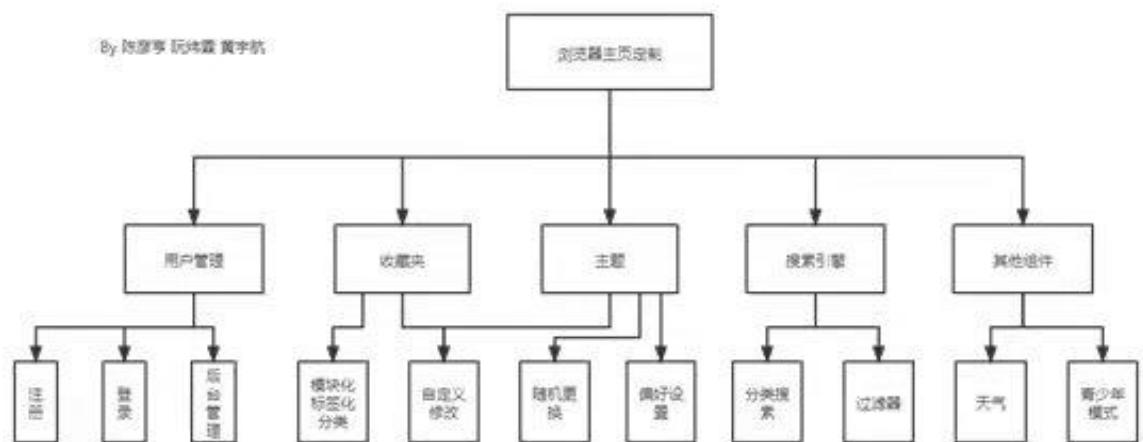 By 陈彦亨 阮炜霖 黄宇航
浏览器主页定制
用户管理
收藏夹
主题
搜索引擎
其他组件
注册
登录
后台管理
模块化
标签化
分类
自定义
修改
随机更
换
偏好设
置
分类搜
索
过滤器
天气
青少年
模式